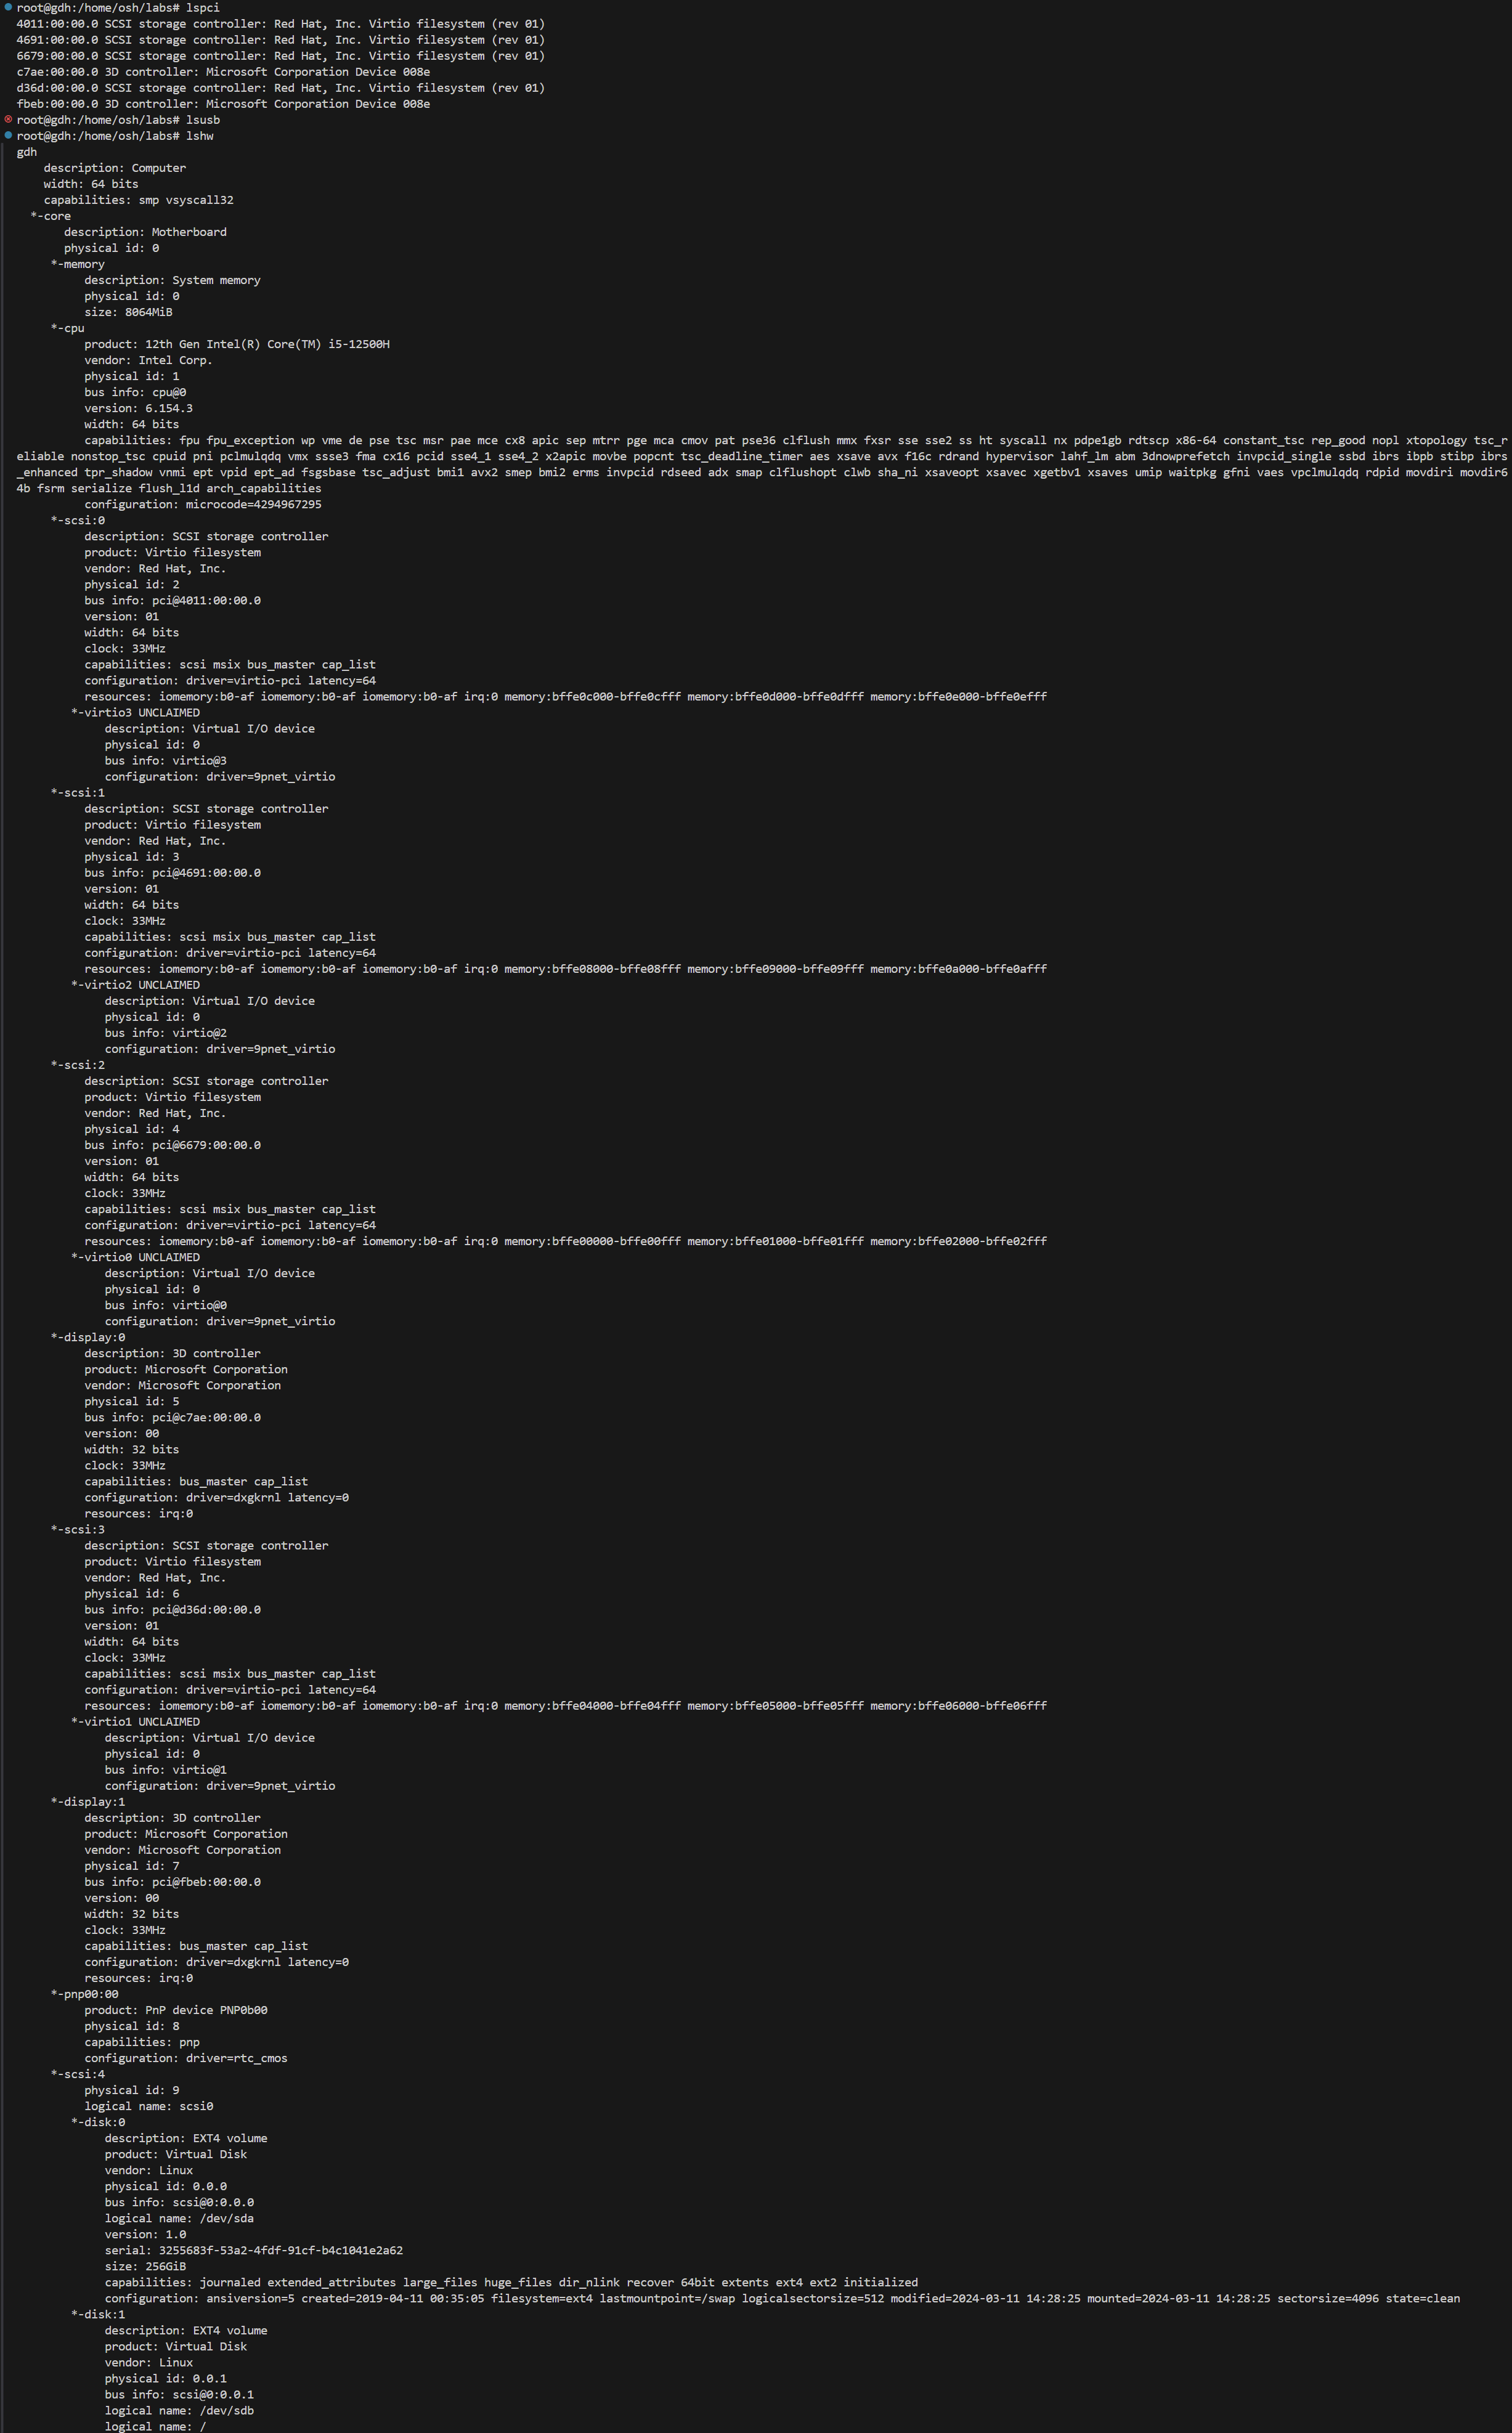 root@gdh:/home/osh/labs# lspci
4011:00:00.0 SCSI storage controller: Red Hat, Inc. Virtio filesystem (rev 01)
4691:00:00.0 SCSI storage controller: Red Hat, Inc. Virtio filesystem (rev 01)
6679:00:00.0 SCSI storage controller: Red Hat, Inc. Virtio filesystem (rev 01)
c7ae:00:00.0 3D controller: Microsoft Corporation Device 008e
d36d:00:00.0 SCSI storage controller: Red Hat, Inc. Virtio filesystem (rev 01)
fbeb:00:00.0 3D controller: Microsoft Corporation Device 008e
root@gdh:/home/osh/labs# lsusb
root@gdh:/home/osh/labs# lshw
gdh
description: Computer
width: 64 bits
capabilities: smp vsyscall32
*-core
description: Motherboard
physical id: 0
*-memory
description: System memory
physical id: 0
size: 8064MiB
*-cpu
product: 12th Gen Intel(R) Core(TM) i5-12500H
vendor: Intel Corp.
physical id: 1
bus info: cpu@0
version: 6.154.3
width: 64 bits
capabilities: fpu fpu_exception wp vme de pse tsc msr pae mce cx8 apic sep mtrr pge mca cmov pat pse36 clflush mmx fxsr sse sse2 ss ht syscall nx pdpe1gb rdtscp x86-64 constant_tsc rep_good nopl xtopology tsc_r
eliable nonstop_tsc cpuid pni pclmulqdq vmx ssse3 fma cx16 pcid sse4_1 sse4_2 x2apic movbe popcnt tsc_deadline_timer aes xsave avx f16c rdrand hypervisor lahf_lm abm 3dnowprefetch invpcid_single ssbd ibrs ibpb stibp ibrs
_enhanced tpr_shadow vnmi ept vpid ept_ad fsgsbase tsc_adjust bmi1 avx2 smep bmi2 erms invpcid rdseed adx smap clflushopt clwb sha_ni xsaveopt xsavec xgetbv1 xsaves umip waitpkg gfni vaes vpclmulqdq rdpid movdiri movdir6
4b fsrm serialize flush_l1d arch_capabilities
configuration: microcode=4294967295
*-scsi:0
description: SCSI storage controller
product: Virtio filesystem
vendor: Red Hat, Inc.
physical id: 2
bus info: pci@4011:00:00.0
version: 01
width: 64 bits
clock: 33MHz
capabilities: scsi msix bus_master cap_list
configuration: driver=virtio-pci latency=64
resources: iomemory:b0-af iomemory:b0-af iomemory:b0-af irq:0 memory:bffe0c000-bffe0cfff memory:bffe0d000-bffe0dfff memory:bffe0e000-bffe0efff
*-virtio3 UNCLAIMED
description: Virtual I/O device
physical id: 0
bus info: virtio@3
configuration: driver=9pnet_virtio
*-scsi:1
description: SCSI storage controller
product: Virtio filesystem
vendor: Red Hat, Inc.
physical id: 3
bus info: pci@4691:00:00.0
version: 01
width: 64 bits
clock: 33MHz
capabilities: scsi msix bus_master cap_list
configuration: driver=virtio-pci latency=64
resources: iomemory:b0-af iomemory:b0-af iomemory:b0-af irq:0 memory:bffe08000-bffe08fff memory:bffe09000-bffe09fff memory:bffe0a000-bffe0afff
*-virtio2 UNCLAIMED
description: Virtual I/O device
physical id: 0
bus info: virtio@2
configuration: driver=9pnet_virtio
*-scsi:2
description: SCSI storage controller
product: Virtio filesystem
vendor: Red Hat, Inc.
physical id: 4
bus info: pci@6679:00:00.0
version: 01
width: 64 bits
clock: 33MHz
capabilities: scsi msix bus_master cap_list
configuration: driver=virtio-pci latency=64
resources: iomemory:b0-af iomemory:b0-af iomemory:b0-af irq:0 memory:bffe00000-bffe00fff memory:bffe01000-bffe01fff memory:bffe02000-bffe02fff
*-virtio0 UNCLAIMED
description: Virtual I/O device
physical id: 0
bus info: virtio@0
configuration: driver=9pnet_virtio
*-display:0
description: 3D controller
product: Microsoft Corporation
vendor: Microsoft Corporation
physical id: 5
bus info: pci@c7ae:00:00.0
version: 00
width: 32 bits
clock: 33MHz
capabilities: bus_master cap_list
configuration: driver=dxgkrnl latency=0
resources: irq:0
*-scsi:3
description: SCSI storage controller
product: Virtio filesystem
vendor: Red Hat, Inc.
physical id: 6
bus info: pci@d36d:00:00.0
version: 01
width: 64 bits
clock: 33MHz
capabilities: scsi msix bus_master cap_list
configuration: driver=virtio-pci latency=64
resources: iomemory:b0-af iomemory:b0-af iomemory:b0-af irq:0 memory:bffe04000-bffe04fff memory:bffe05000-bffe05fff memory:bffe06000-bffe06fff
*-virtio1 UNCLAIMED
description: Virtual I/O device
physical id: 0
bus info: virtio@1
configuration: driver=9pnet_virtio
*-display:1
description: 3D controller
product: Microsoft Corporation
vendor: Microsoft Corporation
physical id: 7
bus info: pci@fbeb:00:00.0
version: 00
width: 32 bits
clock: 33MHz
capabilities: bus_master cap_list
configuration: driver=dxgkrnl latency=0
resources: irq:0
*-pnp00:00
product: PnP device PNP0b00
physical id: 8
capabilities: pnp
configuration: driver=rtc_cmos
*-scsi:4
physical id: 9
logical name: scsi0
*-disk:0
description: EXT4 volume
product: Virtual Disk
vendor: Linux
physical id: 0.0.0
bus info: scsi@0:0.0.0
logical name: /dev/sda
version: 1.0
serial: 3255683f-53a2-4fdf-91cf-b4c1041e2a62
size: 256GiB
capabilities: journaled extended_attributes large_files huge_files dir_nlink recover 64bit extents ext4 ext2 initialized
configuration: ansiversion=5 created=2019-04-11 00:35:05 filesystem=ext4 lastmountpoint=/swap logicalsectorsize=512 modified=2024-03-11 14:28:25 mounted=2024-03-11 14:28:25 sectorsize=4096 state=clean
*-disk:1
description: EXT4 volume
product: Virtual Disk
vendor: Linux
physical id: 0.0.1
bus info: scsi@0:0.0.1
logical name: /dev/sdb
logical name: /